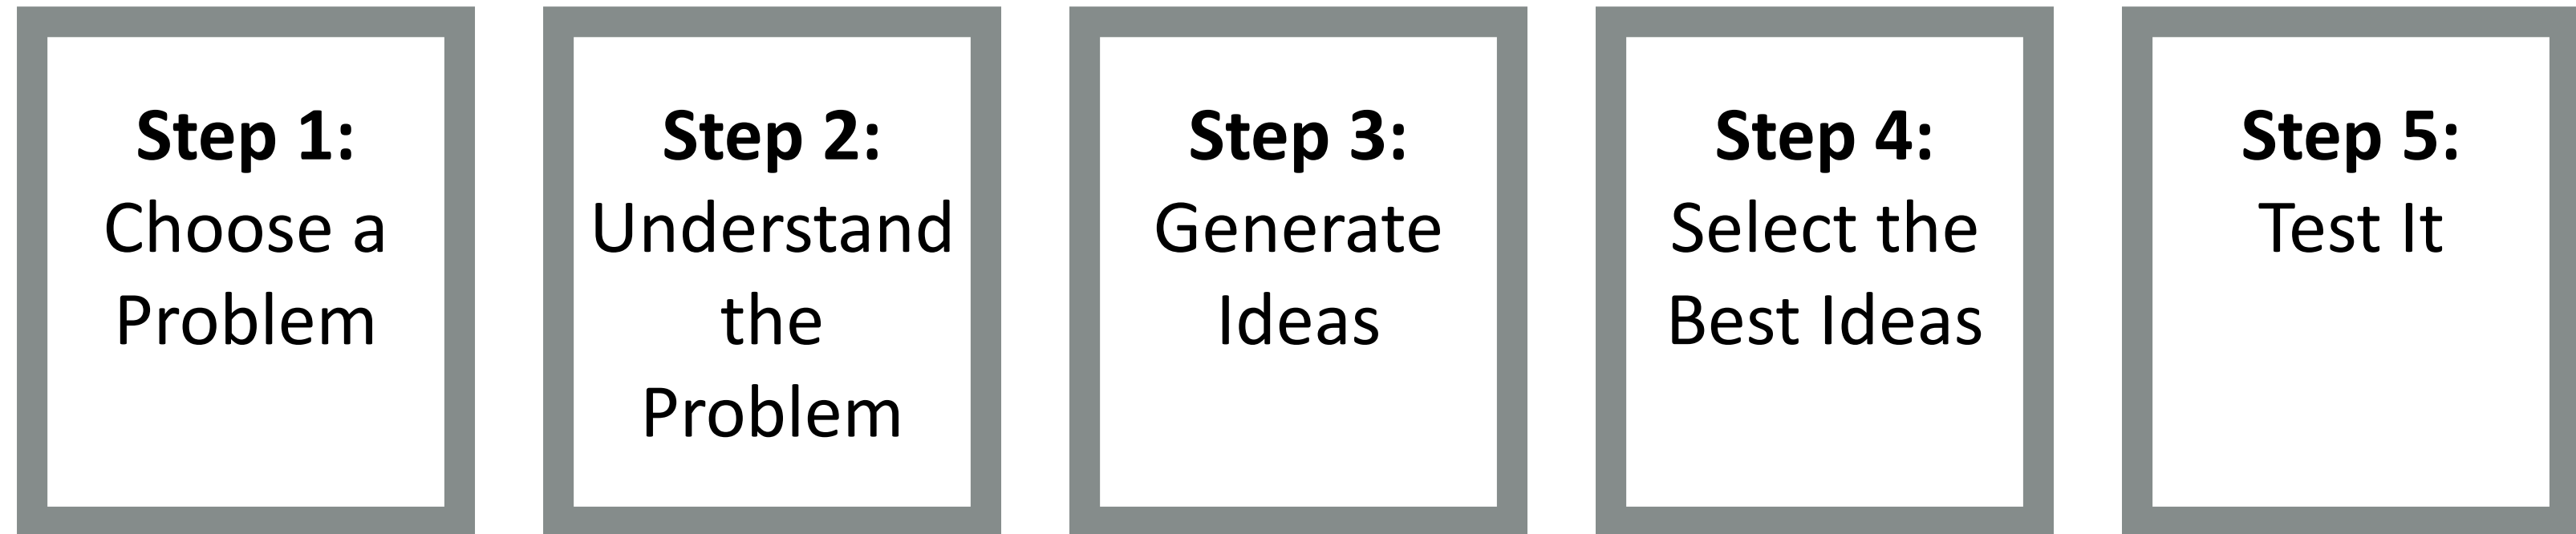 Step 1:
Choose a
Problem
Step 2:
Understand
the
Problem
Step 3:
Generate
Ideas
Step 4:
Select the
Best Ideas
Step 5:
Test It